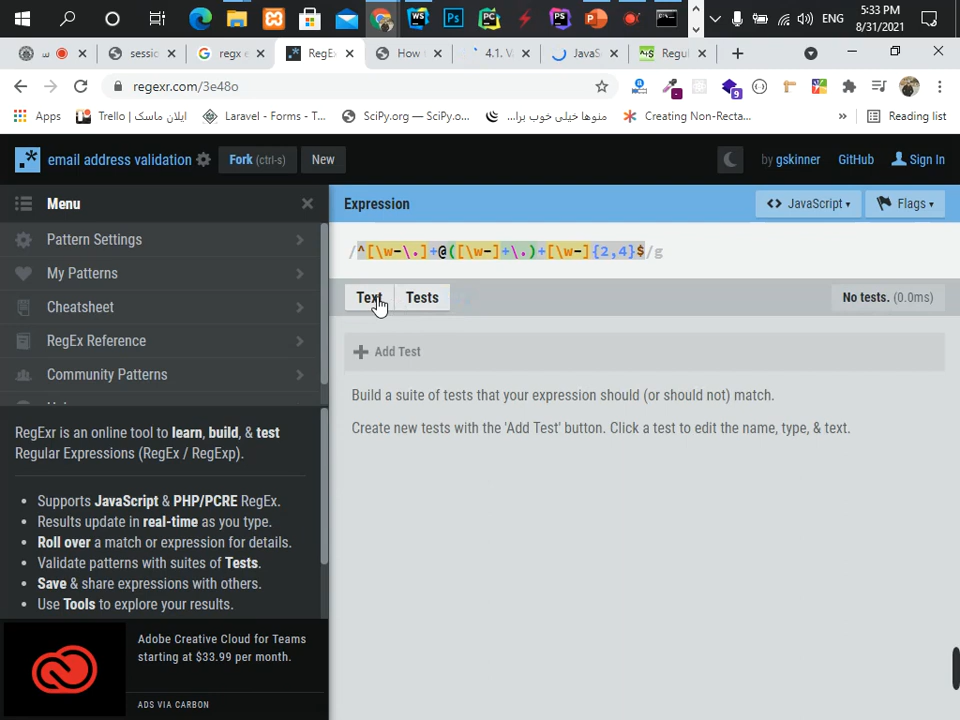 5:33 PM
ENG
8/31/2021
sessic
regx e
RegEx
How
4.1. V
JavaS
Regul
regexr.com/3e48o
Apps
Trello | ایلان ماسک
Laravel - Forms - T...
SciPy.org — SciPy.o...
منوها خیلی خوب برا...
Creating Non-Recta...
»
Reading list
email address validation
Fork (ctrl-s)
New
by gskinner
GitHub
Sign In
Menu
Expression
JavaScript
Flags
Pattern Settings
My Patterns
Cheatsheet
RegEx Reference
Community Patterns
/^[\w-\.]+@([\w-]+\.)+[\w-]{2,4}$/g
Text
Tests
No tests. (0.0ms)
Add Test
Build a suite of tests that your expression should (or should not) match.
Create new tests with the 'Add Test' button. Click a test to edit the name, type, & text.
RegExr is an online tool to learn, build, & test
Regular Expressions (RegEx / RegExp).
• Supports JavaScript & PHP/PCRE RegEx.
• Results update in real-time as you type.
• Roll over a match or expression for details.
• Validate patterns with suites of Tests.
• Save & share expressions with others.
• Use Tools to explore your results.
Adobe Creative Cloud for Teams
starting at $33.99 per month.
ADS VIA CARBON